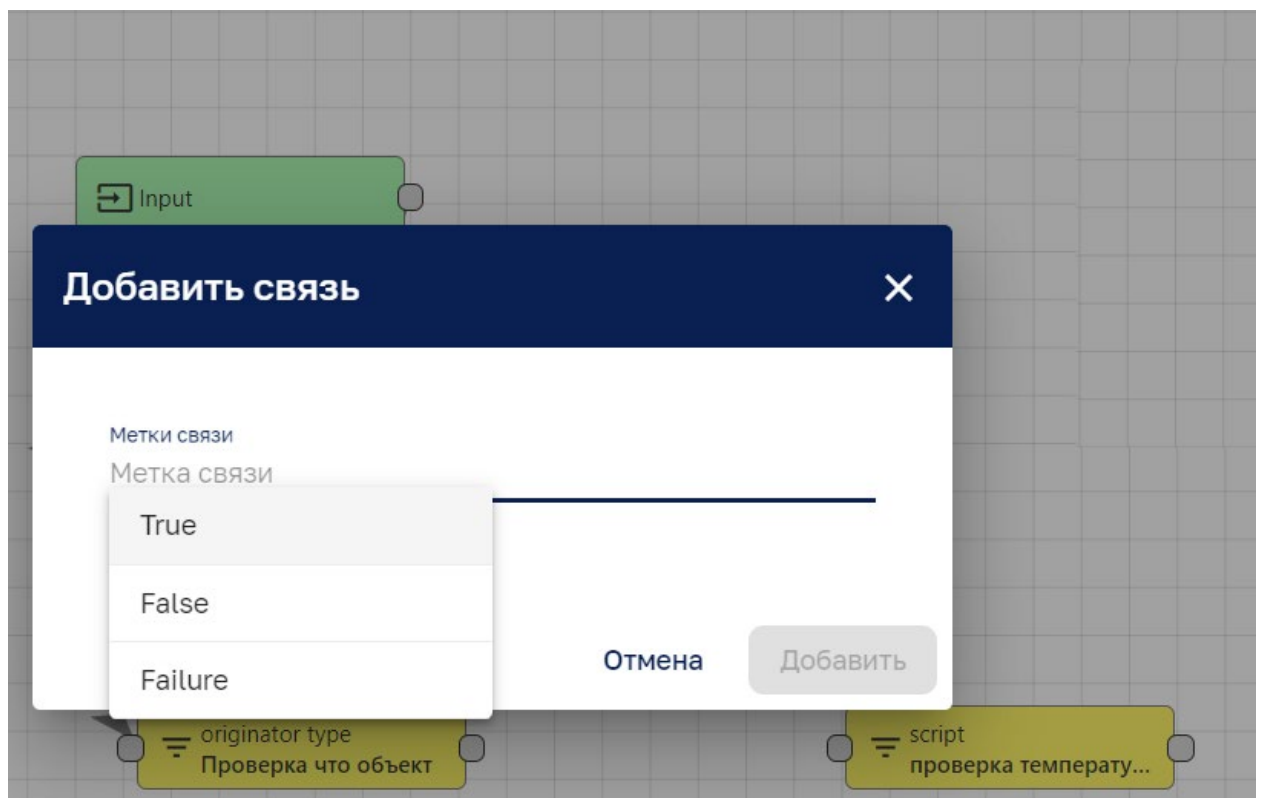 Input
Добавить связь
Метки связи
Метка связи
True
False
Failure
Отмена
Добавить
originator type
Проверка что объект
script
проверка температу...